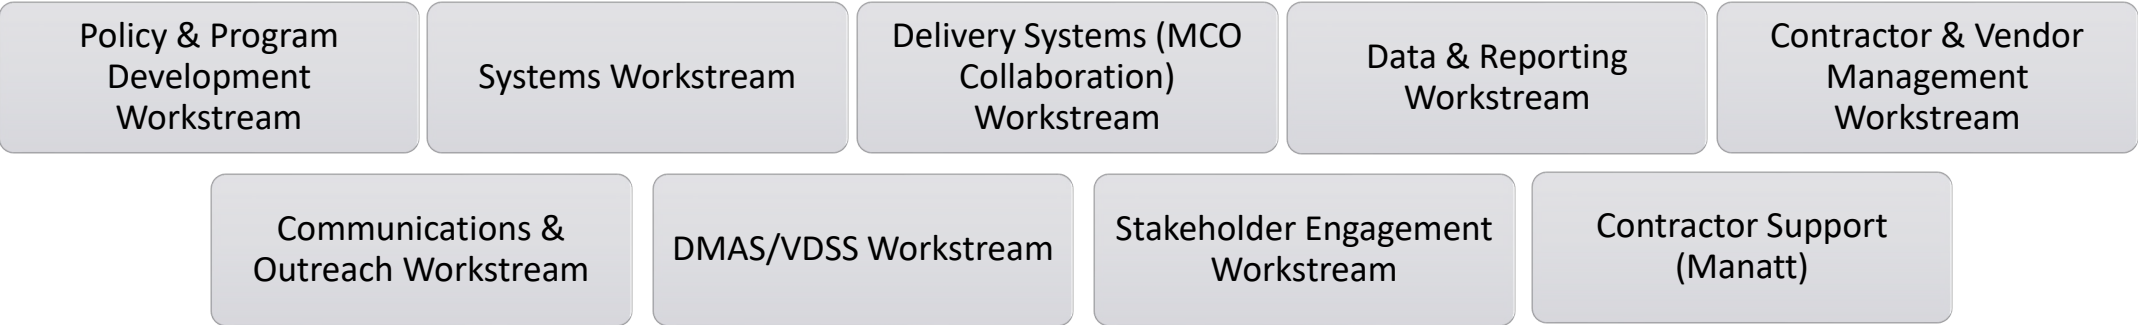 Policy & Program
Development
Workstream
Systems Workstream
Delivery Systems (MCO
Collaboration)
Workstream
Data & Reporting
Workstream
Contractor & Vendor
Management
Workstream
Communications &
Outreach Workstream
DMAS/VDSS Workstream
Stakeholder Engagement
Workstream
Contractor Support
(Manatt)